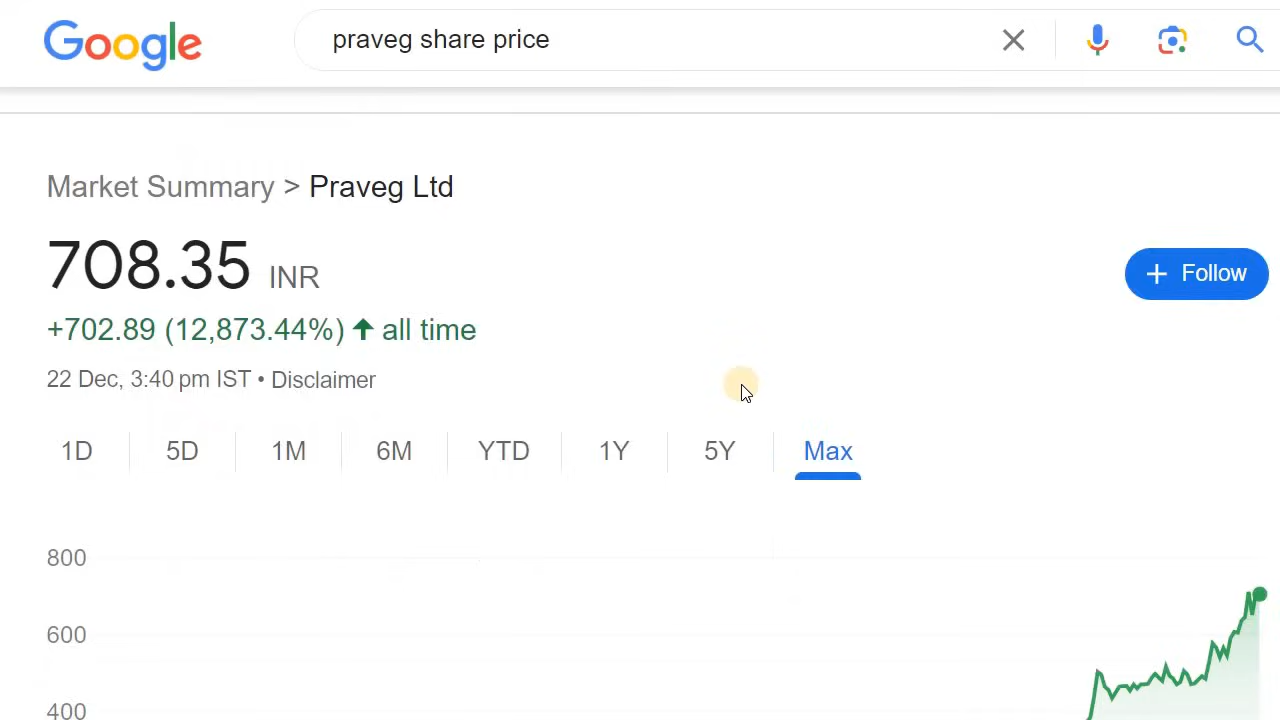 Google
praveg share price
Market Summary > Praveg Ltd
708.35 INR
+ Follow
+702.89 (12,873.44%) ↑ all time
22 Dec, 3:40 pm IST • Disclaimer
1D 5D 1M 6M YTD 1Y 5Y Max
800
600
400